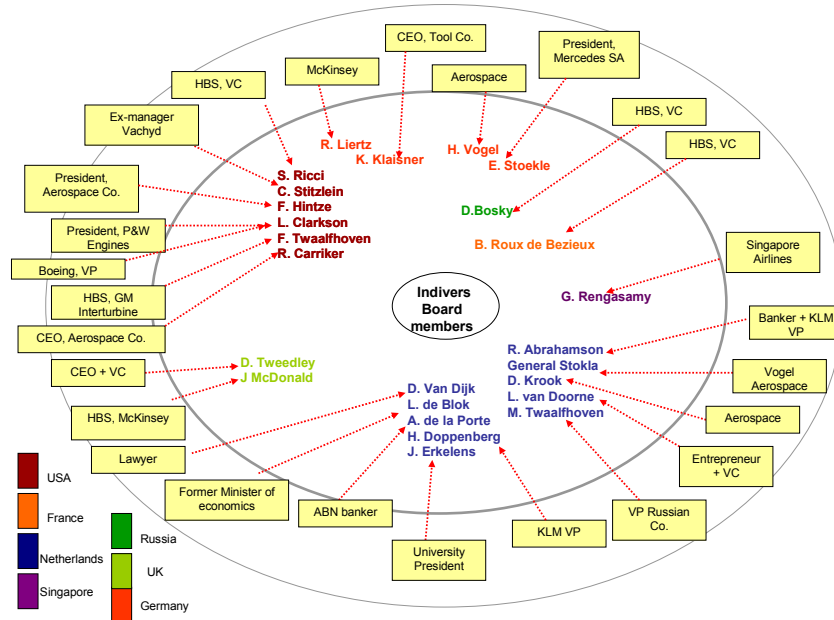 CEO, Tool Co.
President,
Mercedes SA
McKinsey
Aerospace
HBS, VC
HBS, VC
HBS, VC
Ex-manager
Vachyd
President,
Aerospace Co.
President, P&W
Engines
Boeing, VP
HBS, GM
Interturbine
CEO, Aerospace Co.
CEO + VC
HBS, McKinsey
Lawyer
Former Minister of
economics
ABN banker
University
President
KLM VP
VP Russian
Co.
Entrepreneur
+ VC
Aerospace
Vogel
Aerospace
Banker + KLM
VP
Singapore
Airlines
R. Liertz
K. Klaisner
H. Vogel
E. Stoekle
S. Ricci
C. Stitzlein
F. Hintze
L. Clarkson
F. Twaalfhoven
R. Carriker
D.Bosky
B. Roux de Bezieux
G. Rengasamy
Indivers
Board
members
D. Tweedley
J McDonald
D. Van Dijk
L. de Blok
A. de la Porte
H. Doppenberg
J. Erkelens
R. Abrahamson
General Stokla
D. Krook
L. van Doorne
M. Twaalfhoven
USA
France
Netherlands
Singapore
Russia
UK
Germany